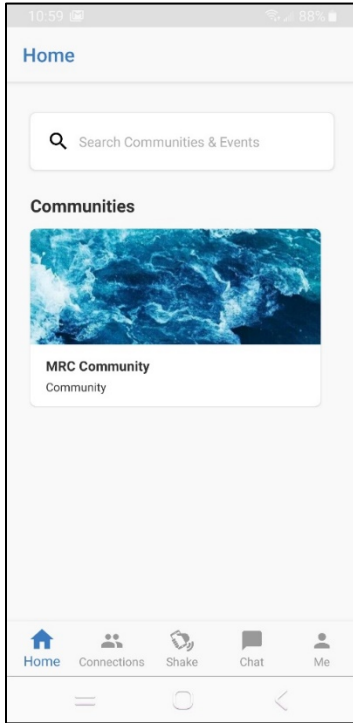 10:59
88%
Home
Search Communities & Events
Communities
MRC Community
Community
Home Connections Shake Chat Me